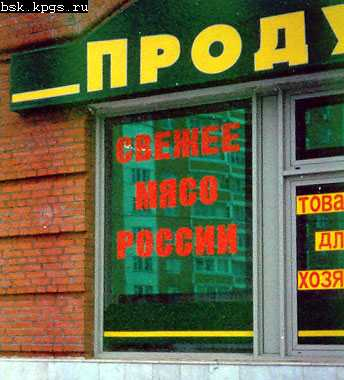 bsk.kpgs.ru
ПРОДУ
СВЕЖЕЕ
МЯСО
РОССИИ
ТОВА
ДЛ
ХОЗЯ